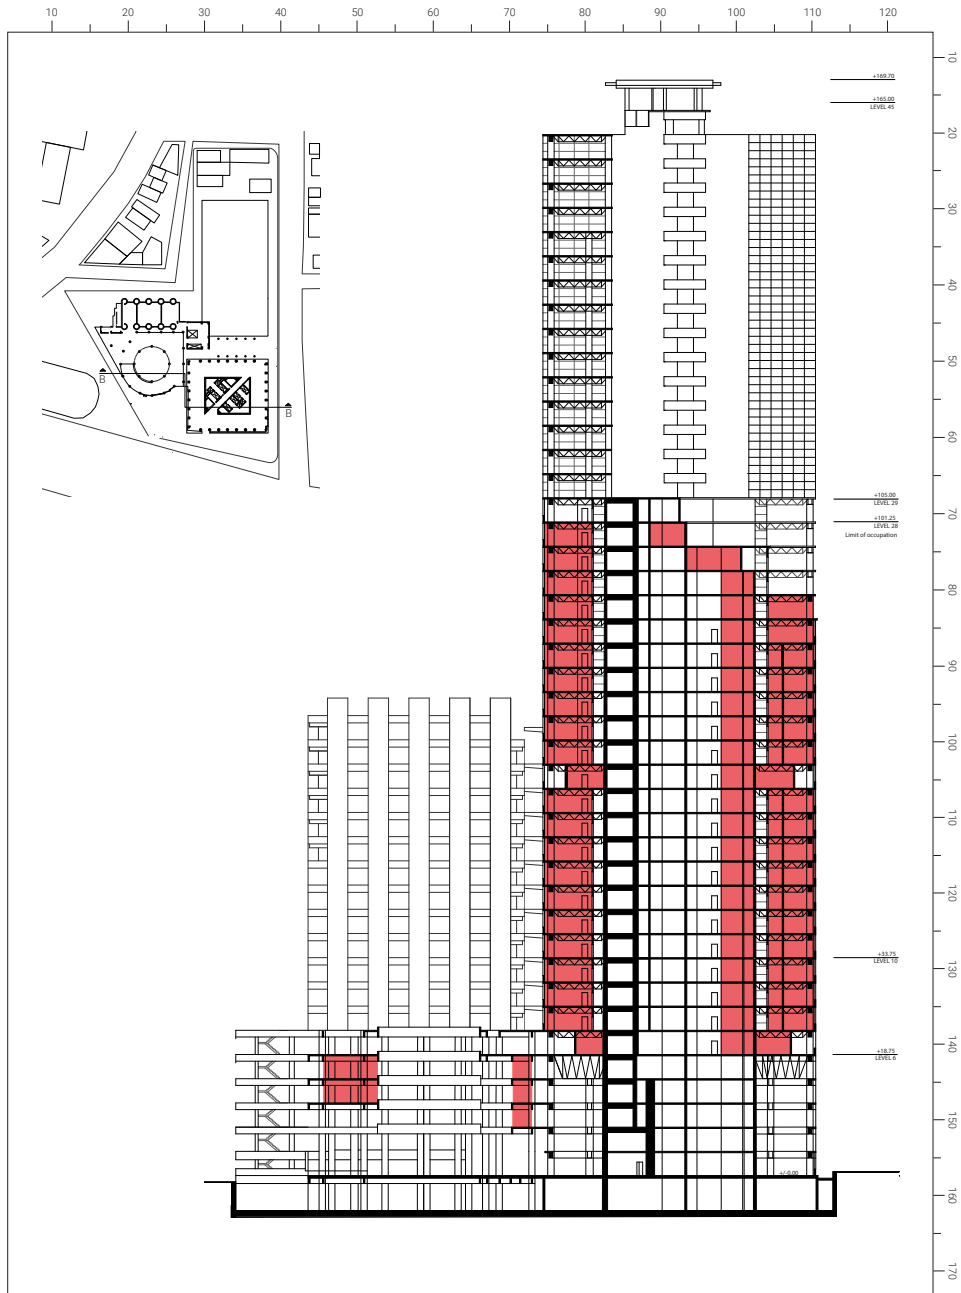 10 20 30 40 50 60 70 80 90 100 110 120
10
+169.70
+165.00
LEVEL 45
20
30
40
B
B
50
60
+105.00
LEVEL 29
70
+101.25
LEVEL 28
Limit of occupation
80
90
100
110
120
+33.75
LEVEL 10
130
140
+18.75
LEVEL 6
150
+/-0.00
160
170